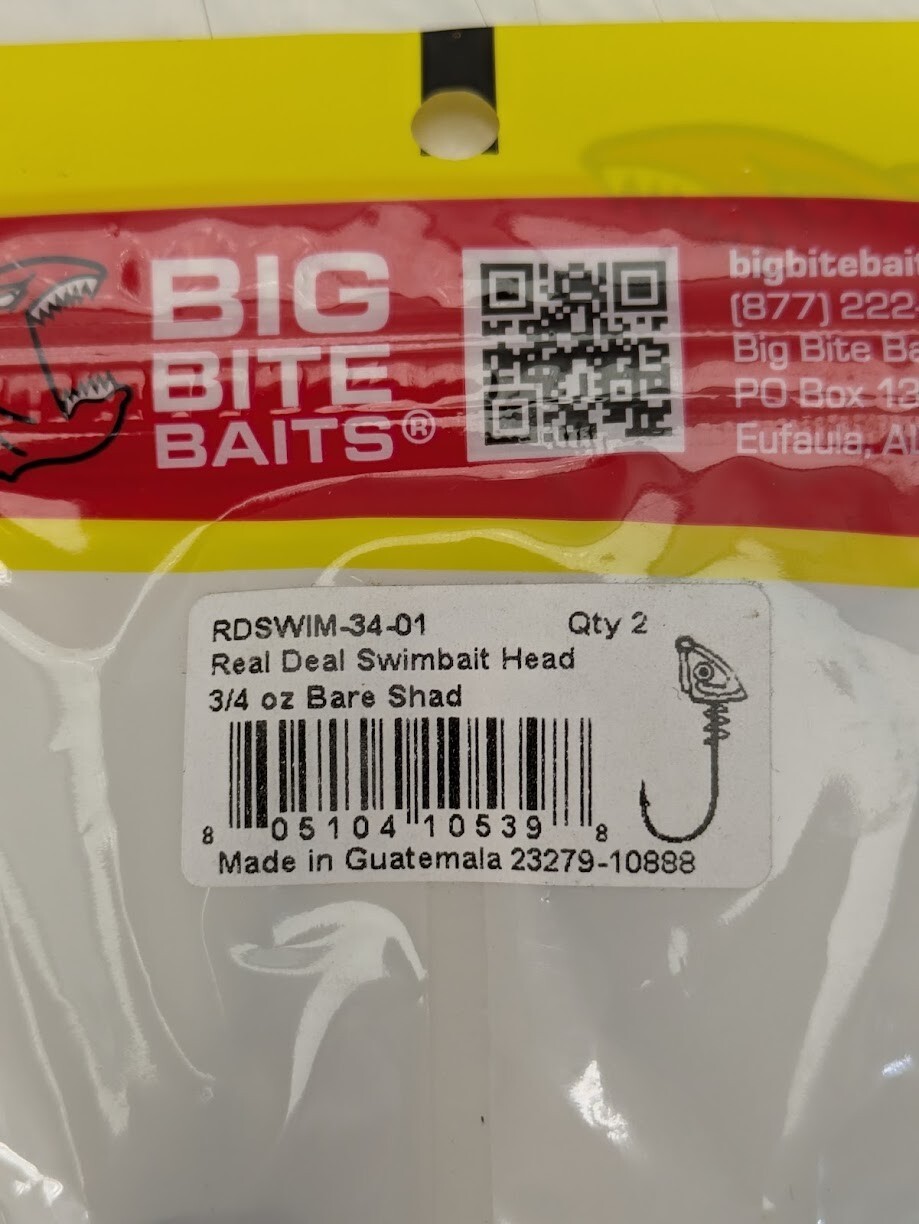 BIG
BITE
BAITS®
bigbitebait
(877) 222
Big Bite Ba
PO Box 12
Eufaula, AL
RDSWIM-34-01 Qty 2
Real Deal Swimbait Head
3/4 oz Bare Shad
8 05104 10539 8
Made in Guatemala 23279-10888